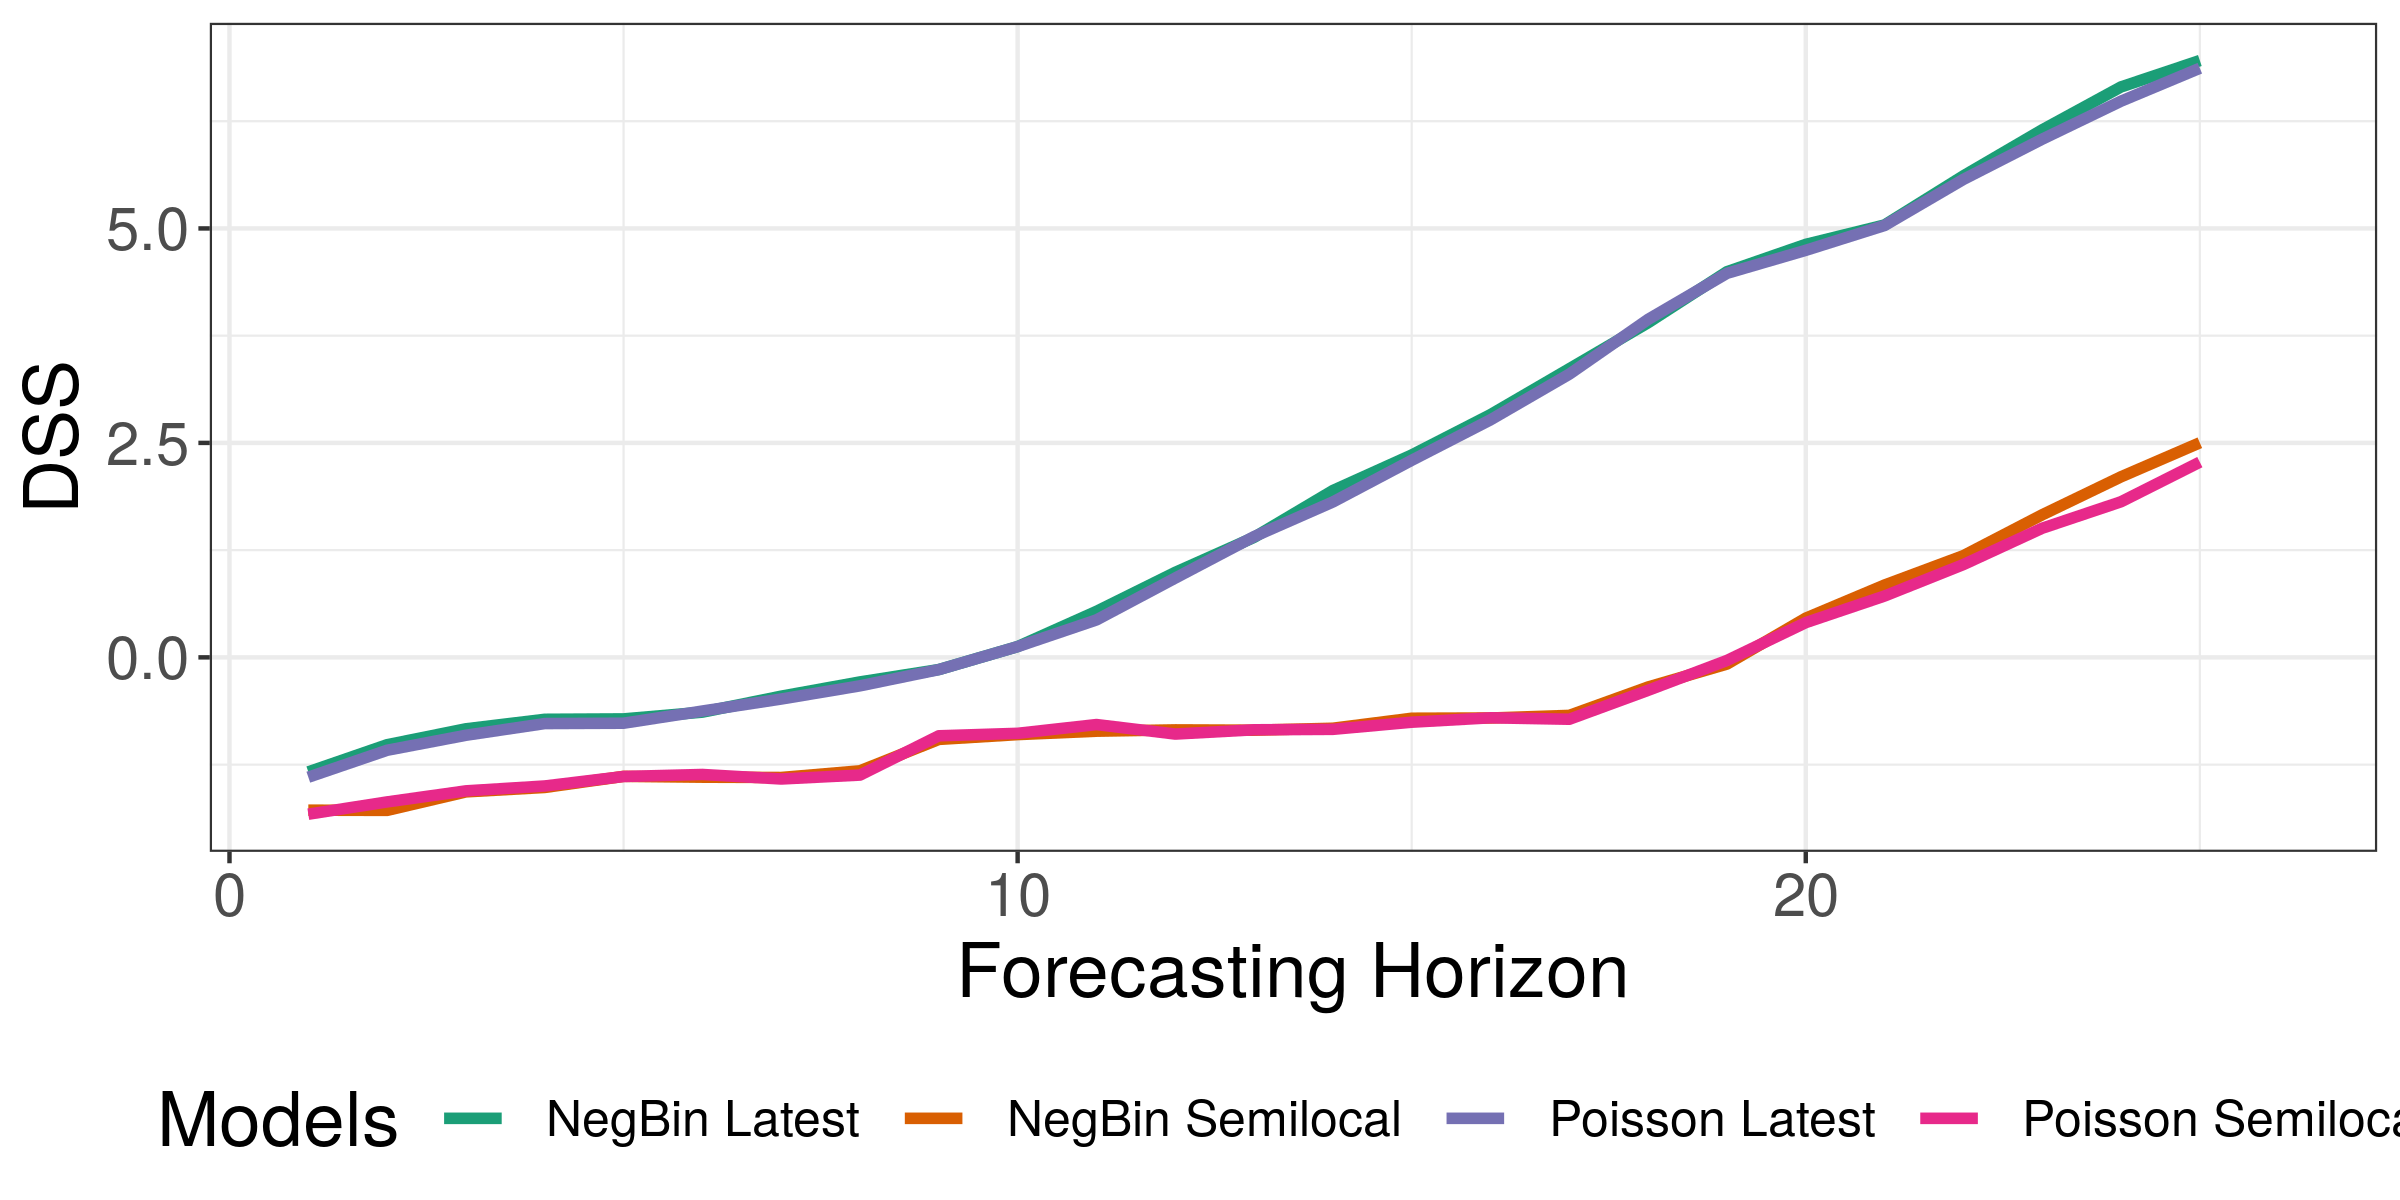 DSS
5.0
2.5
0.0
0 10 20
Forecasting Horizon
Models NegBin Latest NegBin Semilocal Poisson Latest Poisson